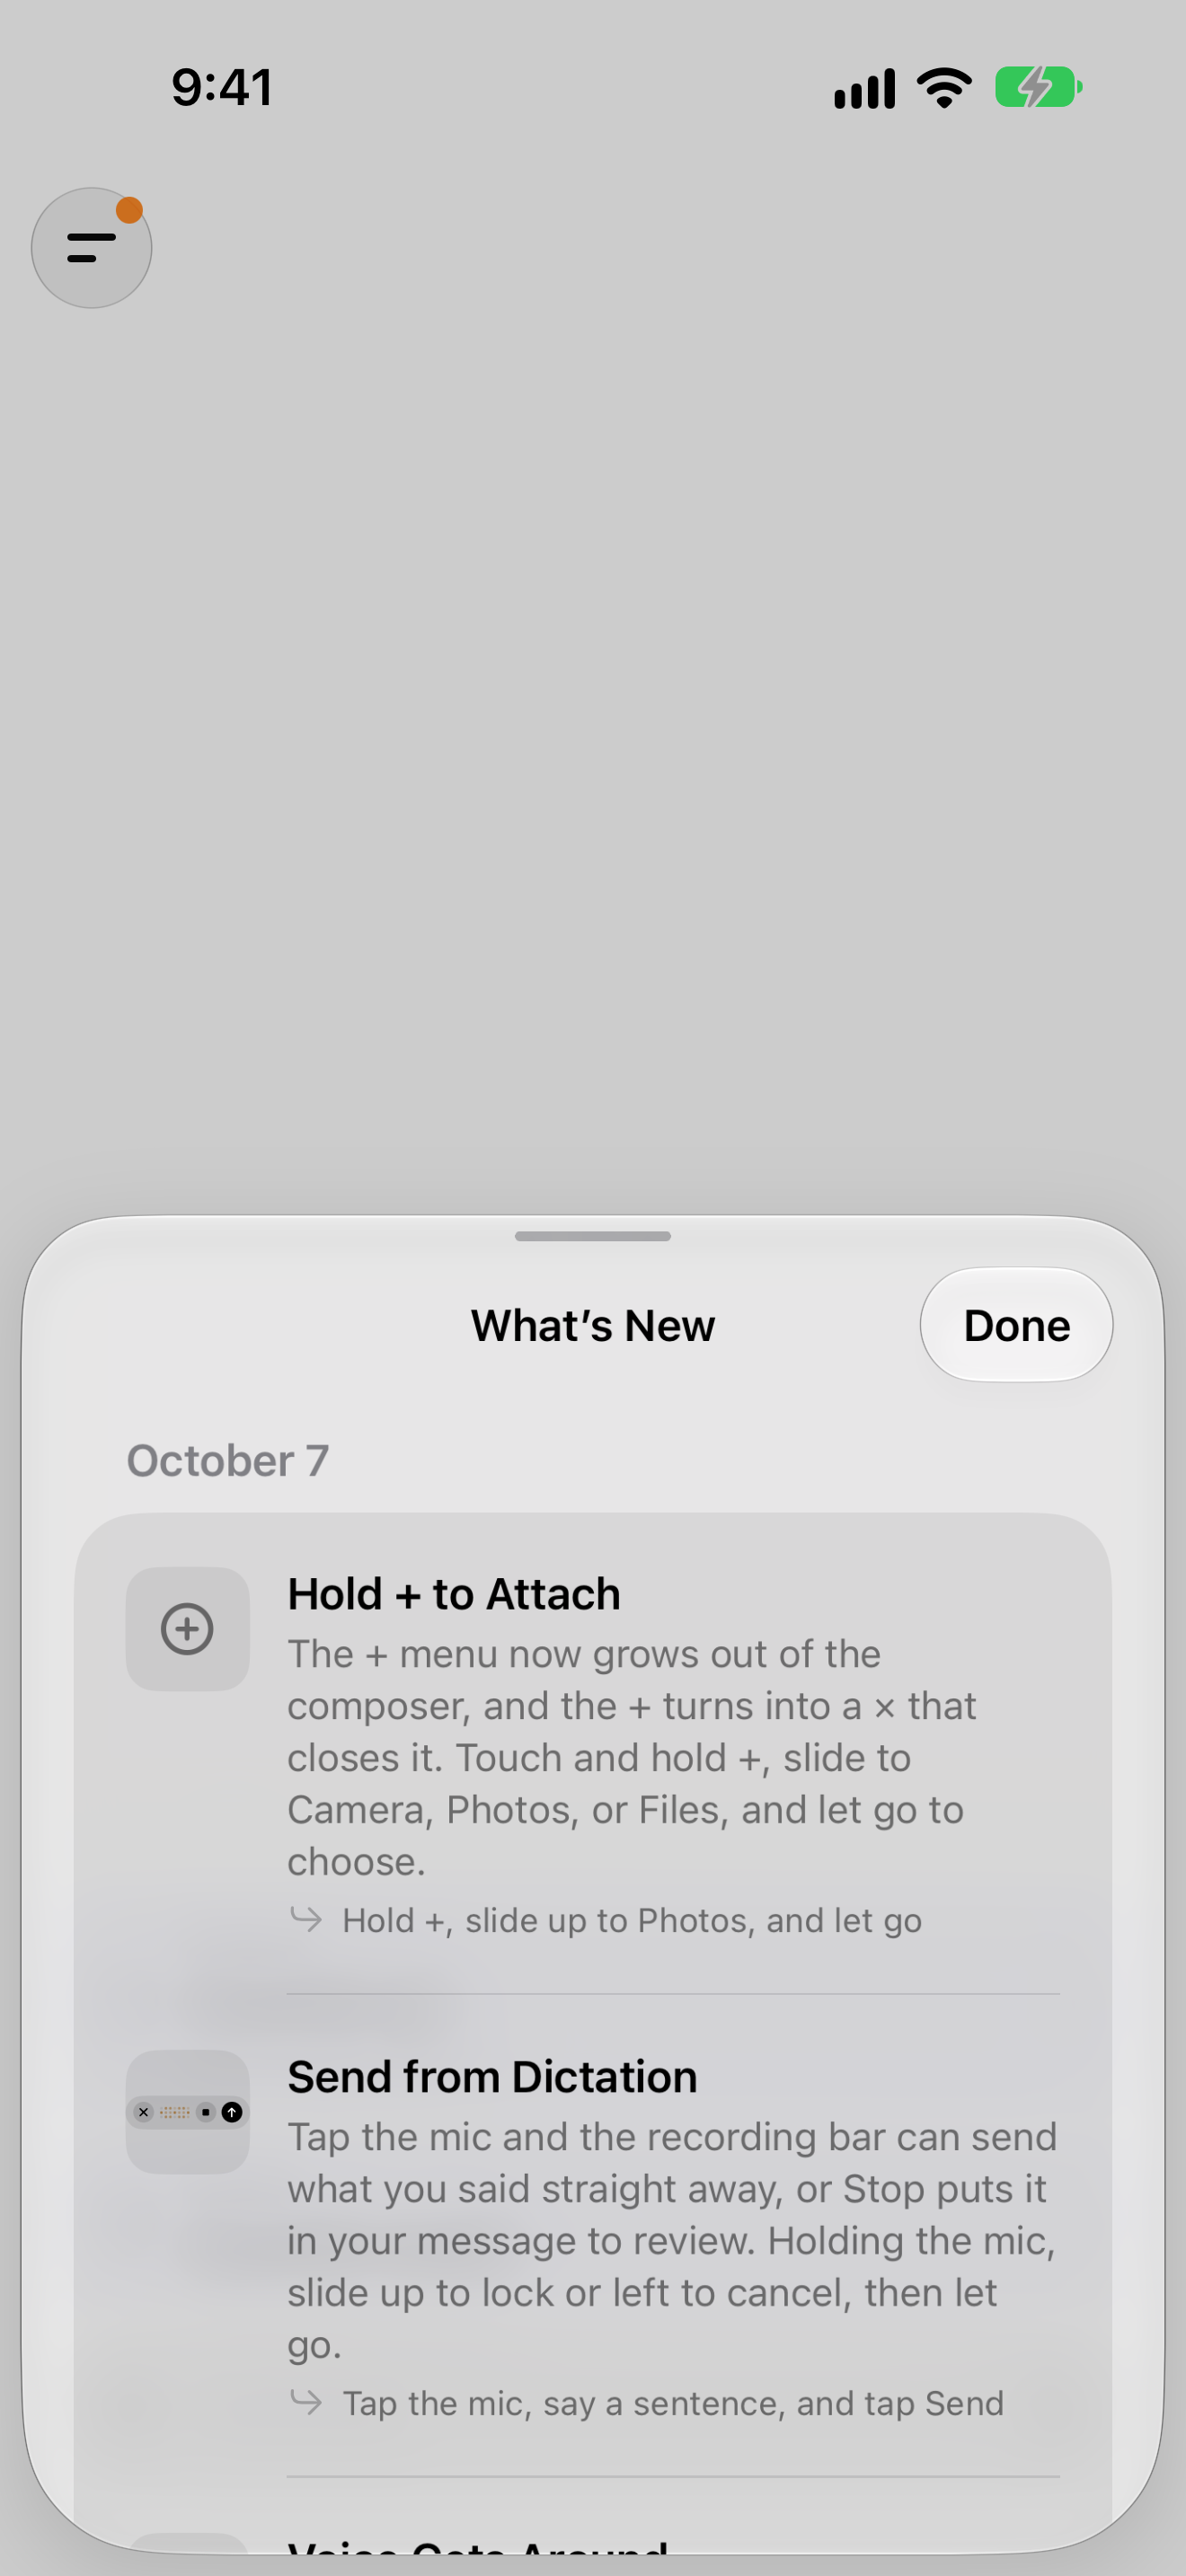 9:41
What’s New
Done
October 7
Hold + to Attach
The + menu now grows out of the
composer, and the + turns into a × that
closes it. Touch and hold +, slide to
Camera, Photos, or Files, and let go to
choose.
Hold +, slide up to Photos, and let go
Send from Dictation
Tap the mic and the recording bar can send
what you said straight away, or Stop puts it
in your message to review. Holding the mic,
slide up to lock or left to cancel, then let
go.
Tap the mic, say a sentence, and tap Send
Voice Gets Around